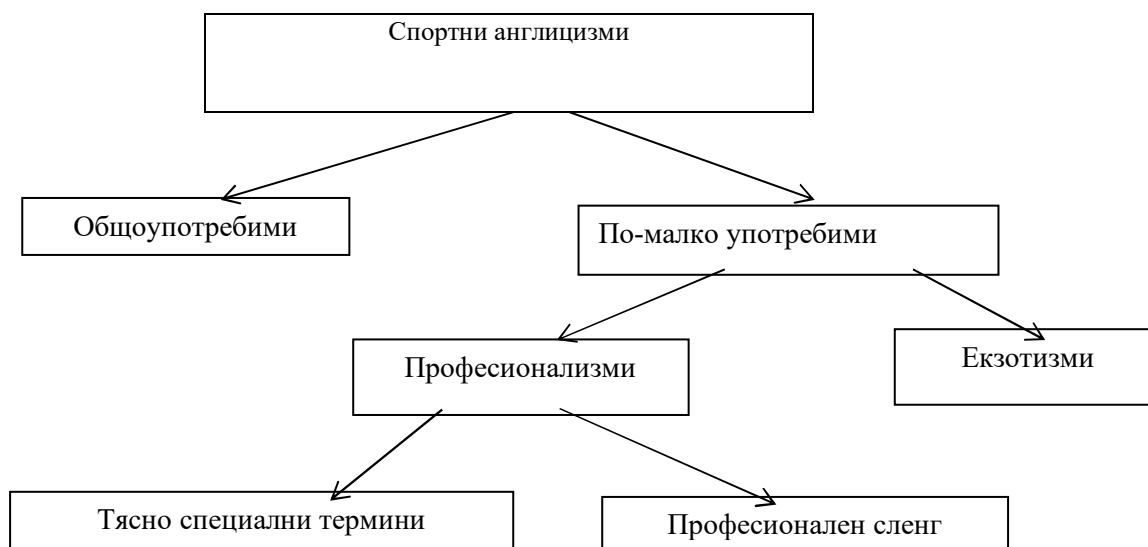 Спортни англицизми
Общоупотребими
По-малко употребими
Професионализми
Екзотизми
Тясно специални термини
Професионален сленг